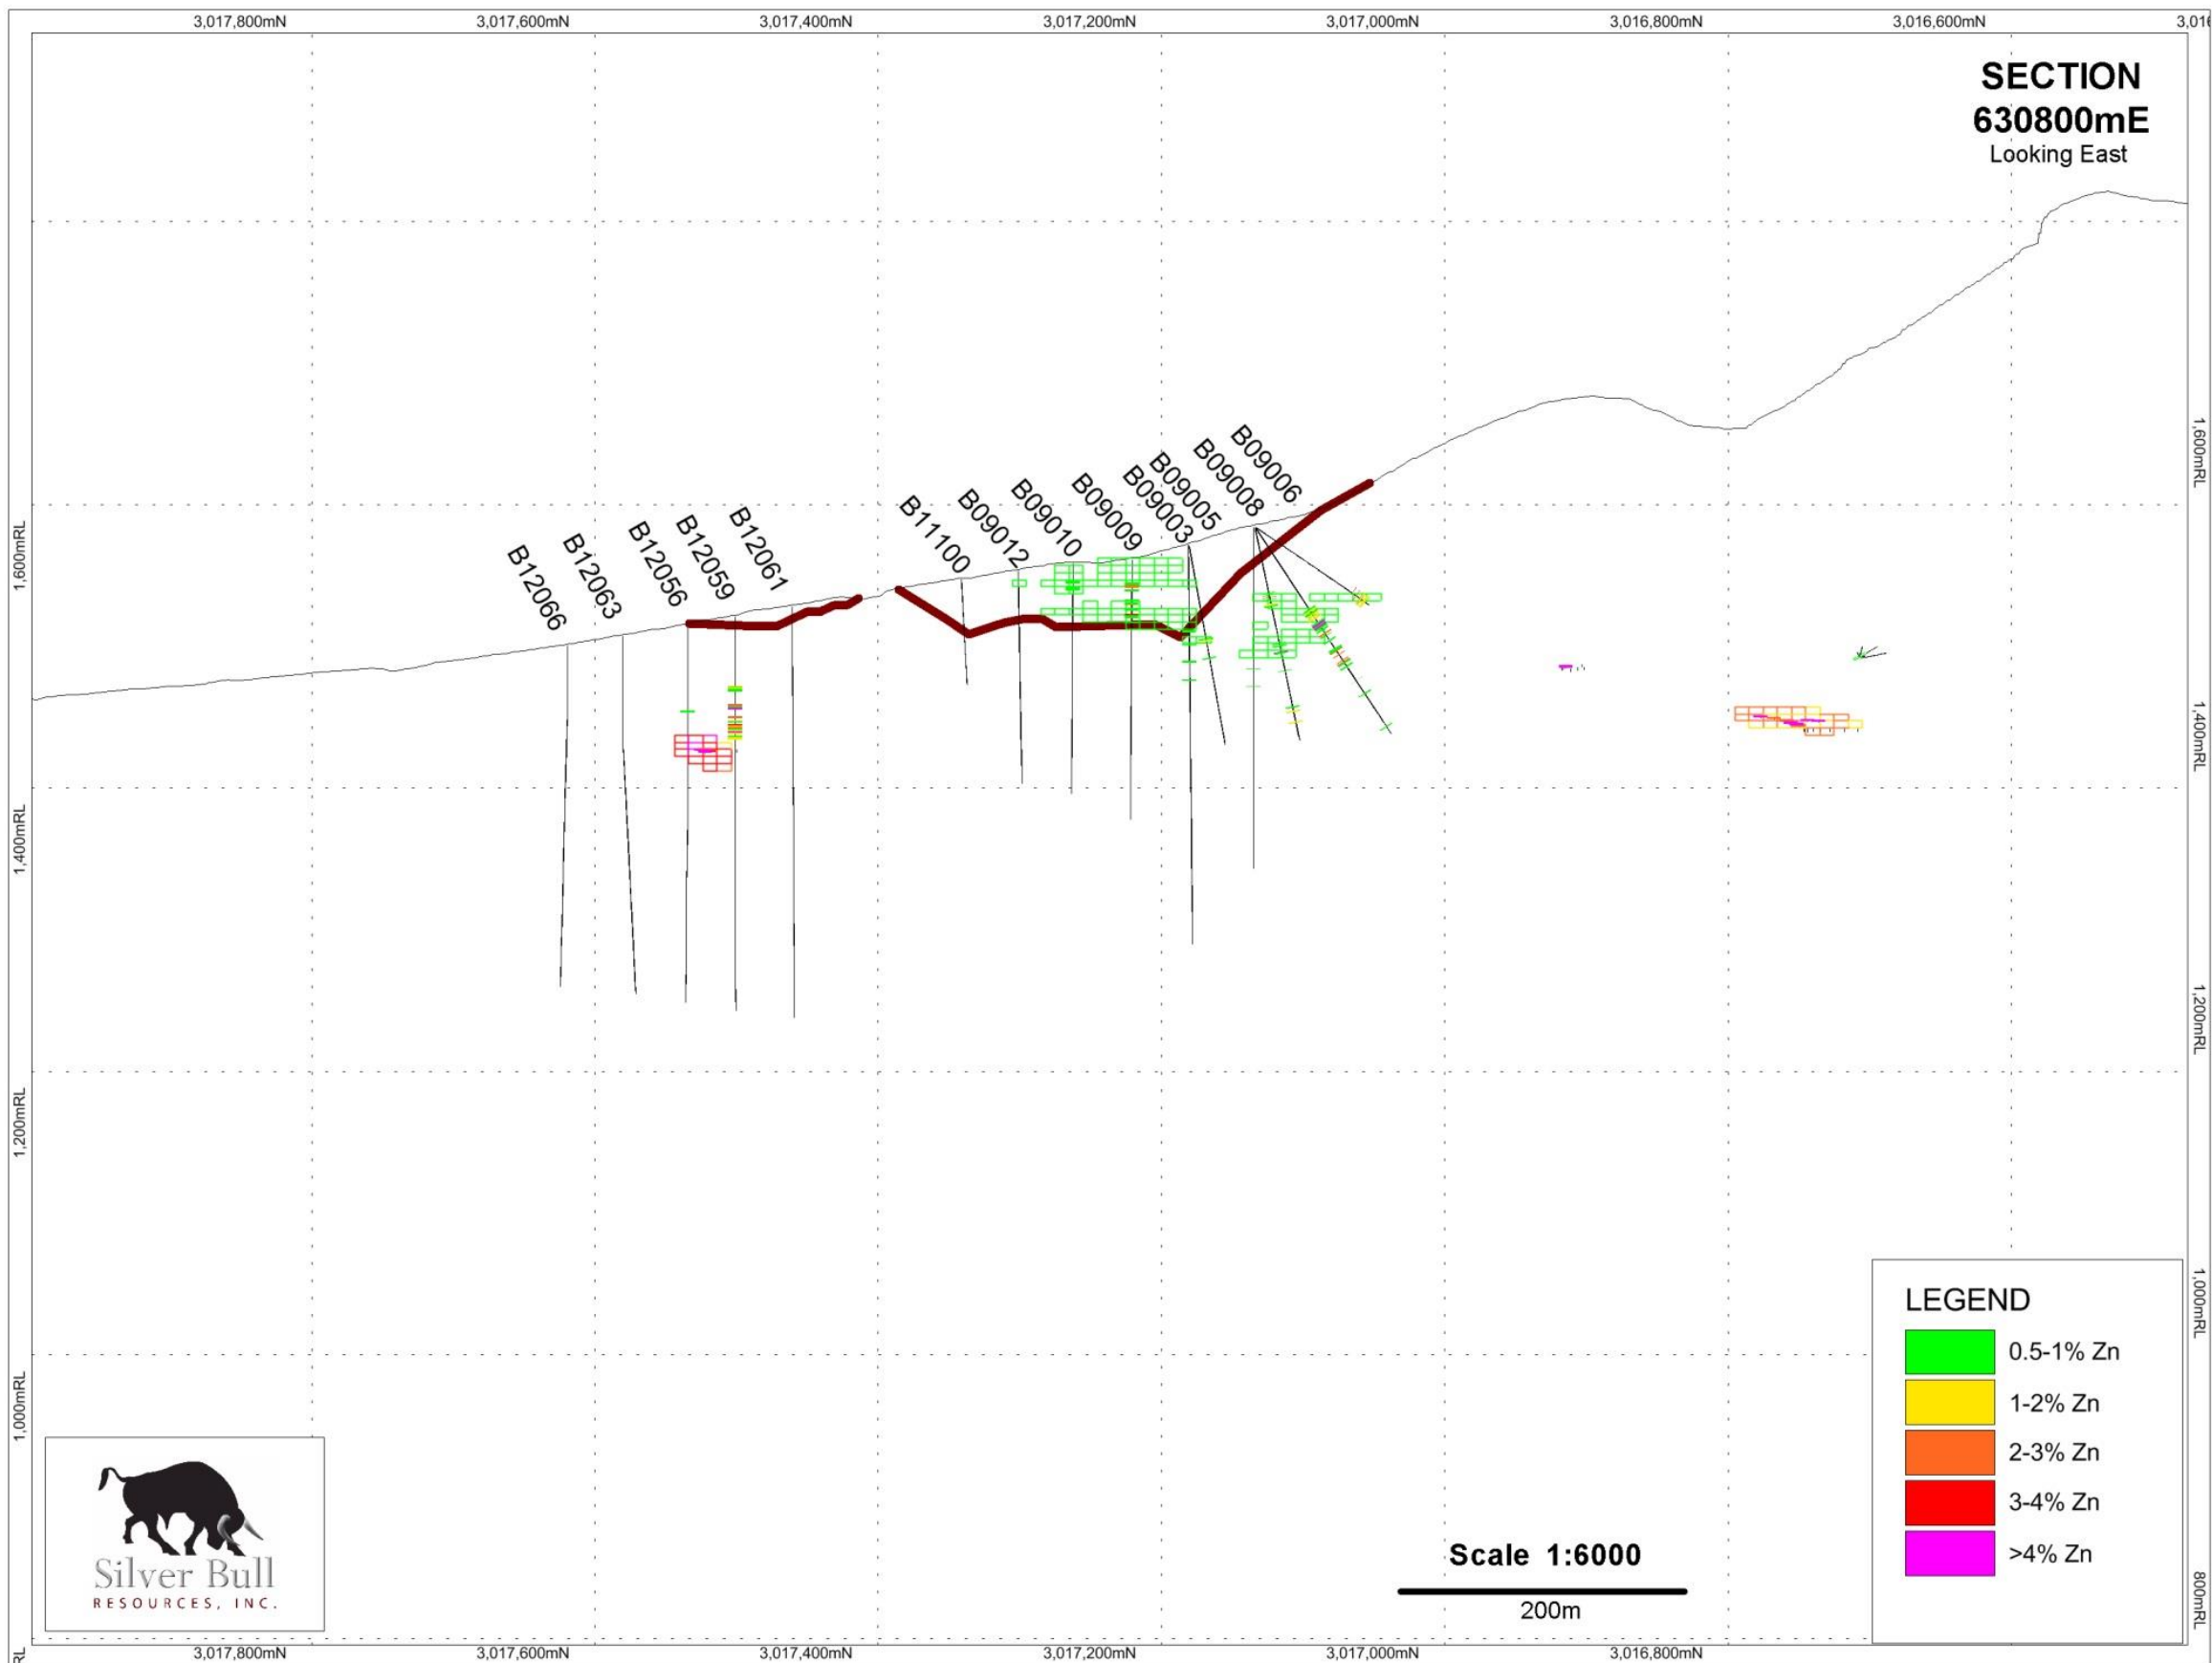 3,017,800mN
3,017,600mN
3,017,400mN
3,017,200mN
3,017,000mN
3,016,800mN
3,016,600mN
SECTION
630800mE
Looking East
1,600mRL
1,400mRL
1,200mRL
1,000mRL
1,600mRL
1,400mRL
1,200mRL
1,000mRL
800mRL
B12066
B12063
B12056
B12059
B12061
B11100
B09012
B09010
B09009
B09003
B09005
B09008
B09006
LEGEND
0.5-1% Zn
1-2% Zn
2-3% Zn
3-4% Zn
>4% Zn
Scale 1:6000
200m
Silver Bull
RESOURCES, INC.
3,017,800mN
3,017,600mN
3,017,400mN
3,017,200mN
3,017,000mN
3,016,800mN